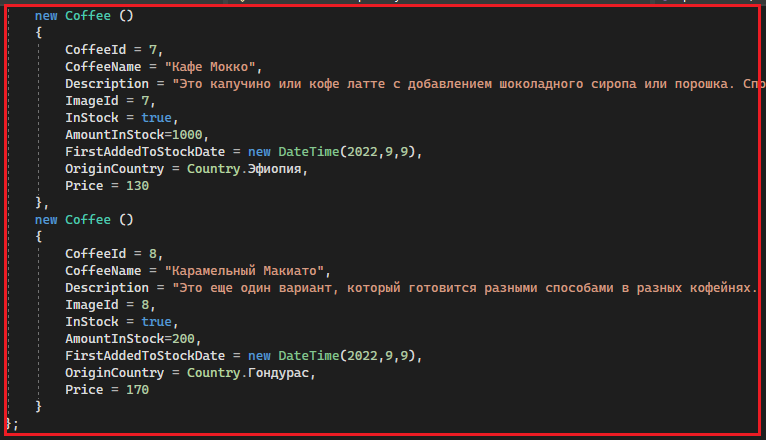 new Coffee ()
{
CoffeeId = 7,
CoffeeName = "Кафе Мокко",
Description = "Это капучино или кофе латте с добавлением шоколадного сиропа или порошка. Спо
ImageId = 7,
InStock = true,
AmountInStock=1000,
FirstAddedToStockDate = new DateTime(2022,9,9),
OriginCountry = Country.Эфиопия,
Price = 130
},
new Coffee ()
{
CoffeeId = 8,
CoffeeName = "Карамельный Макиато",
Description = "Это еще один вариант, который готовится разными способами в разных кофейнях.
ImageId = 8,
InStock = true,
AmountInStock=200,
FirstAddedToStockDate = new DateTime(2022,9,9),
OriginCountry = Country.Гондурас,
Price = 170
}
};